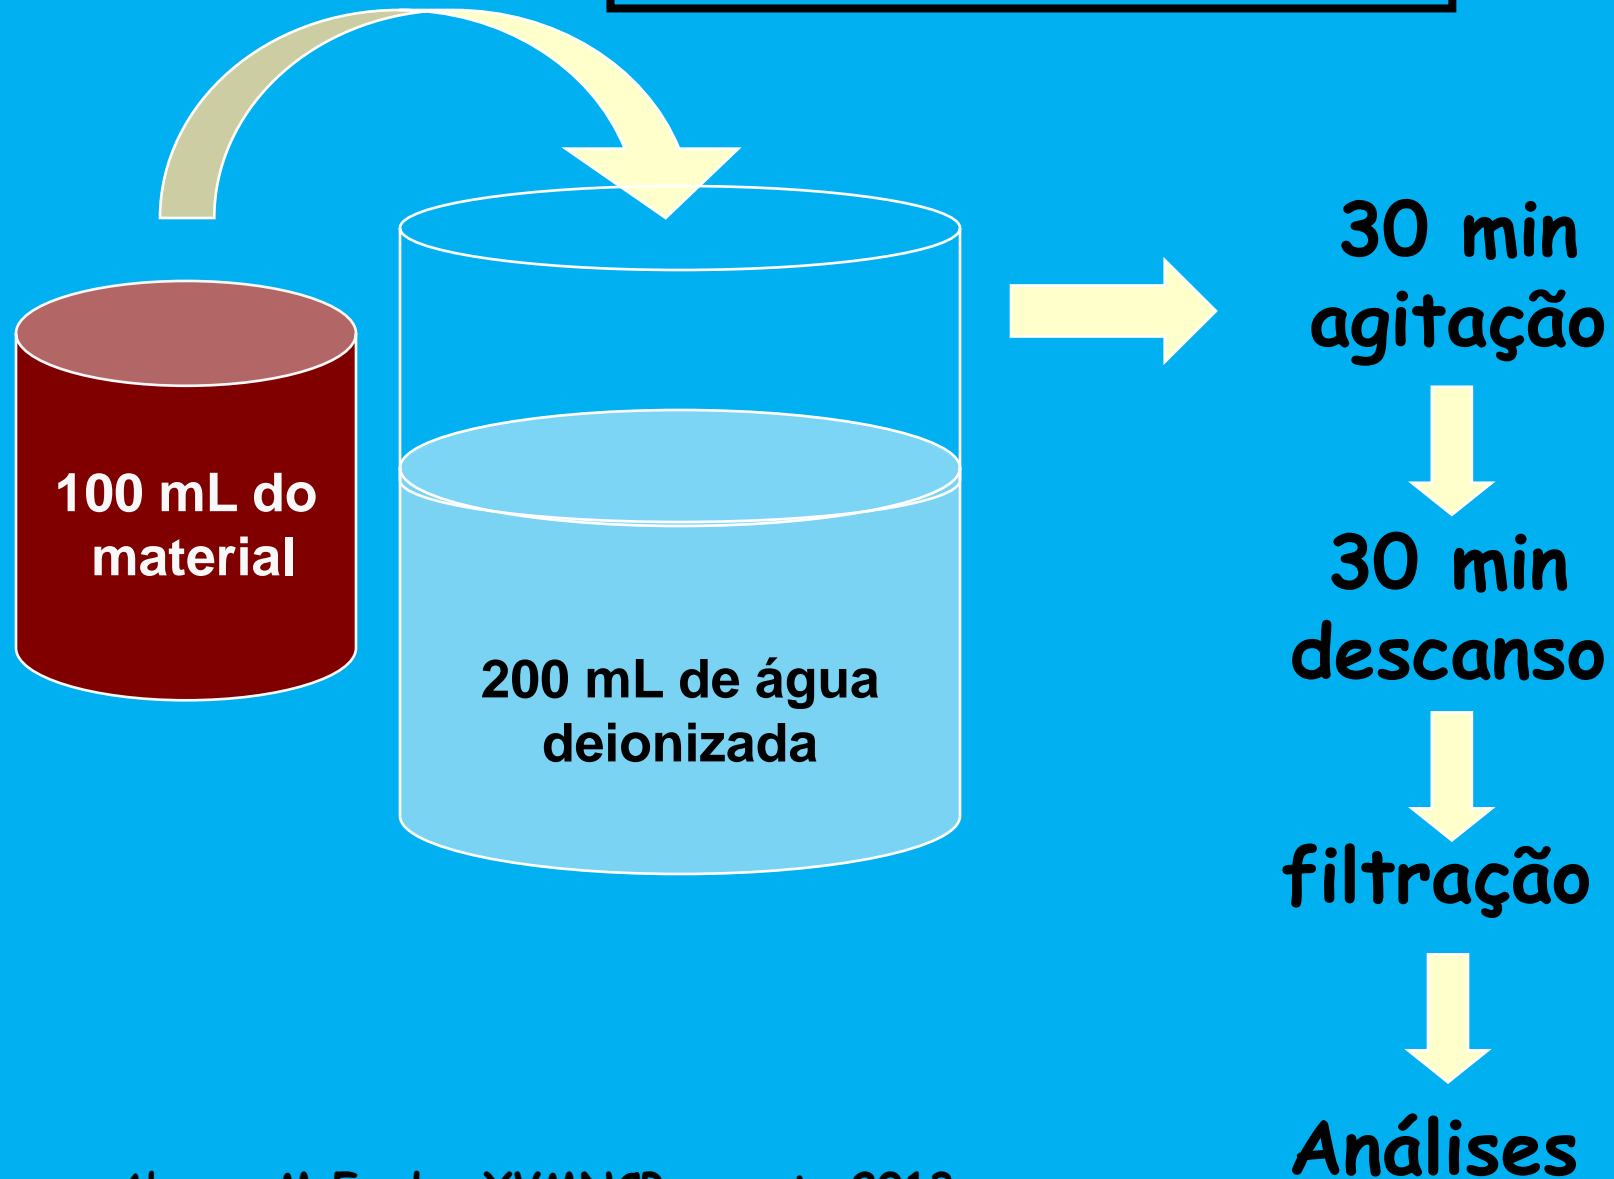 100 mL do
material
200 mL de água
deionizada
30 min
agitação
30 min
descanso
filtração
Análises